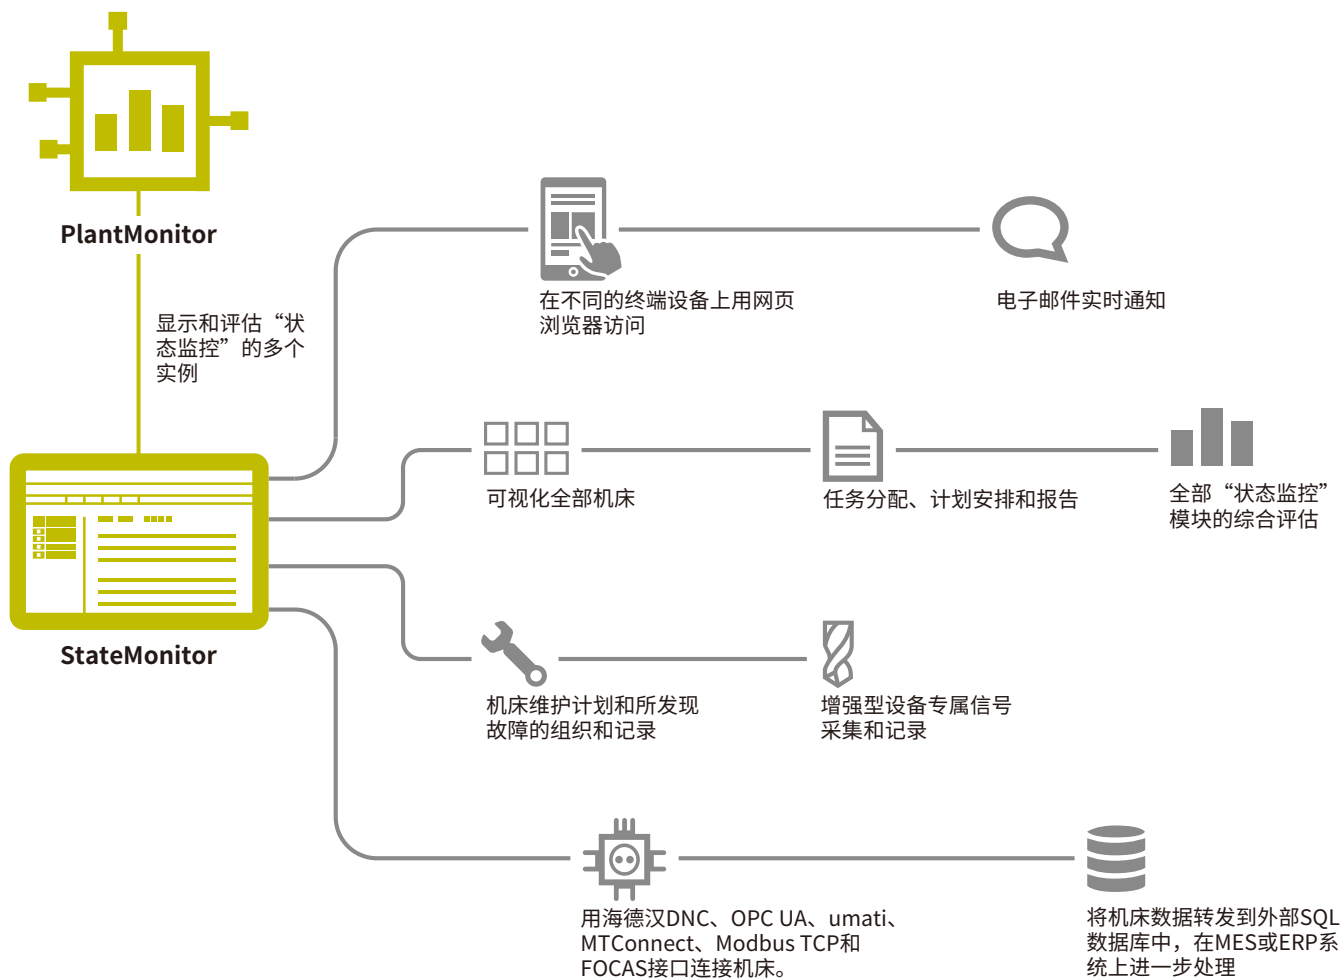 PlantMonitor
显示和评估“状
态监控”的多个
实例
StateMonitor
在不同的终端设备上用网页
浏览器访问
电子邮件实时通知
可视化全部机床
任务分配、计划安排和报告
全部“状态监控”
模块的综合评估
机床维护计划和所发现
故障的组织和记录
增强型设备专属信号
采集和记录
用海德汉DNC、OPC UA、umati、
MTConnect、Modbus TCP和
FOCAS接口连接机床。
将机床数据转发到外部SQL
数据库中，在MES或ERP系
统上进一步处理